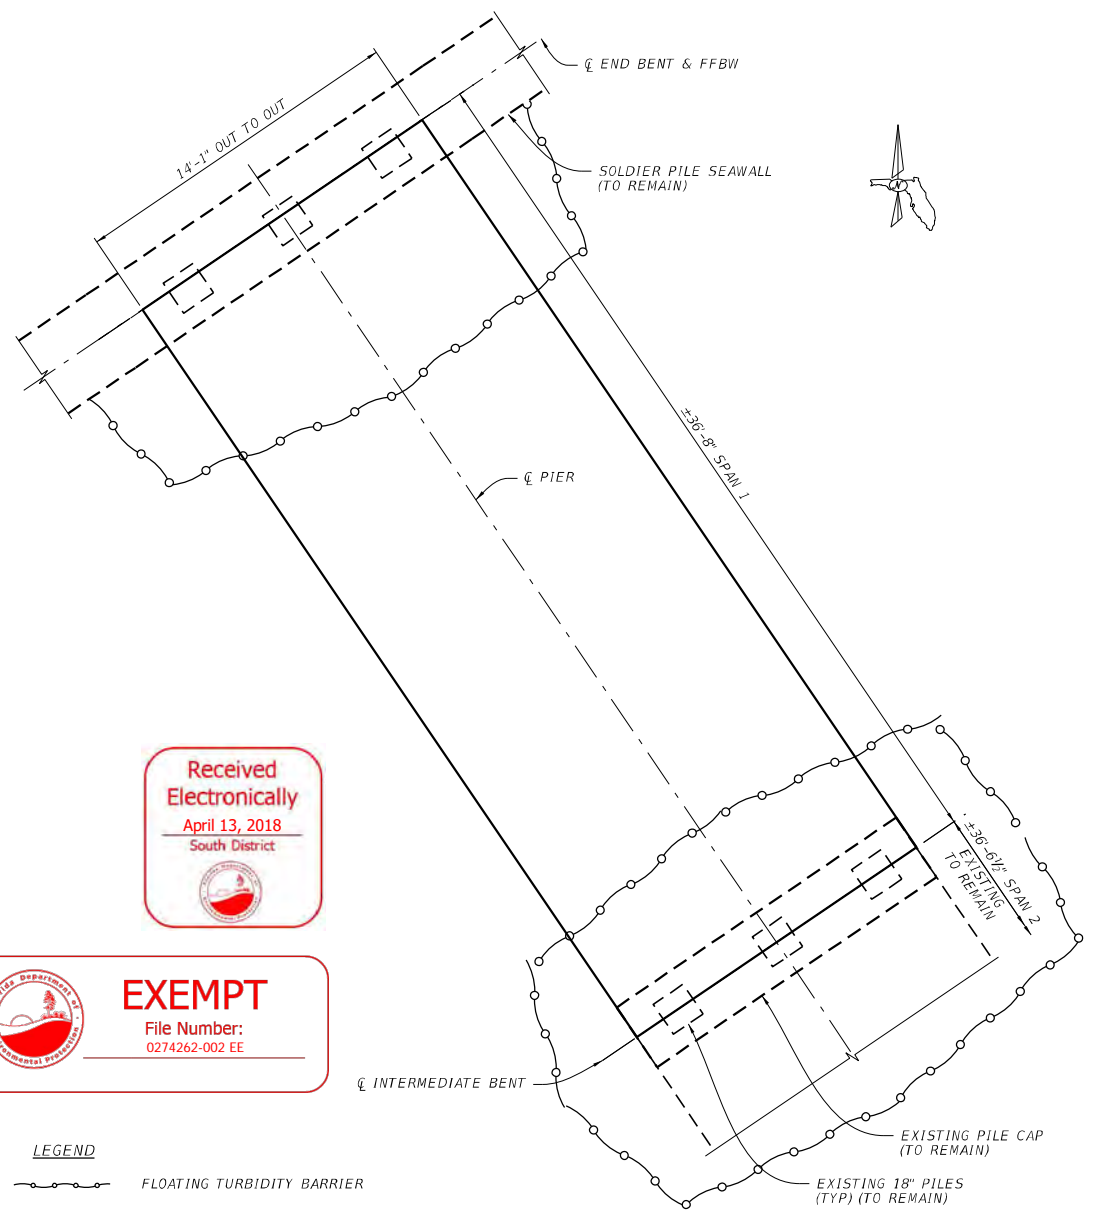 ℄ END BENT & FFBW
14'-1" OUT TO OUT
SOLDIER PILE SEAWALL
(TO REMAIN)
N
±36'-8" SPAN 1
℄ PIER
Received
Electronically
April 13, 2018
South District
±36'-6½" SPAN 2
EXISTING
TO REMAIN
EXEMPT
File Number:
0274262-002 EE
℄ INTERMEDIATE BENT
EXISTING PILE CAP
(TO REMAIN)
EXISTING 18" PILES
(TYP) (TO REMAIN)
LEGEND
FLOATING TURBIDITY BARRIER